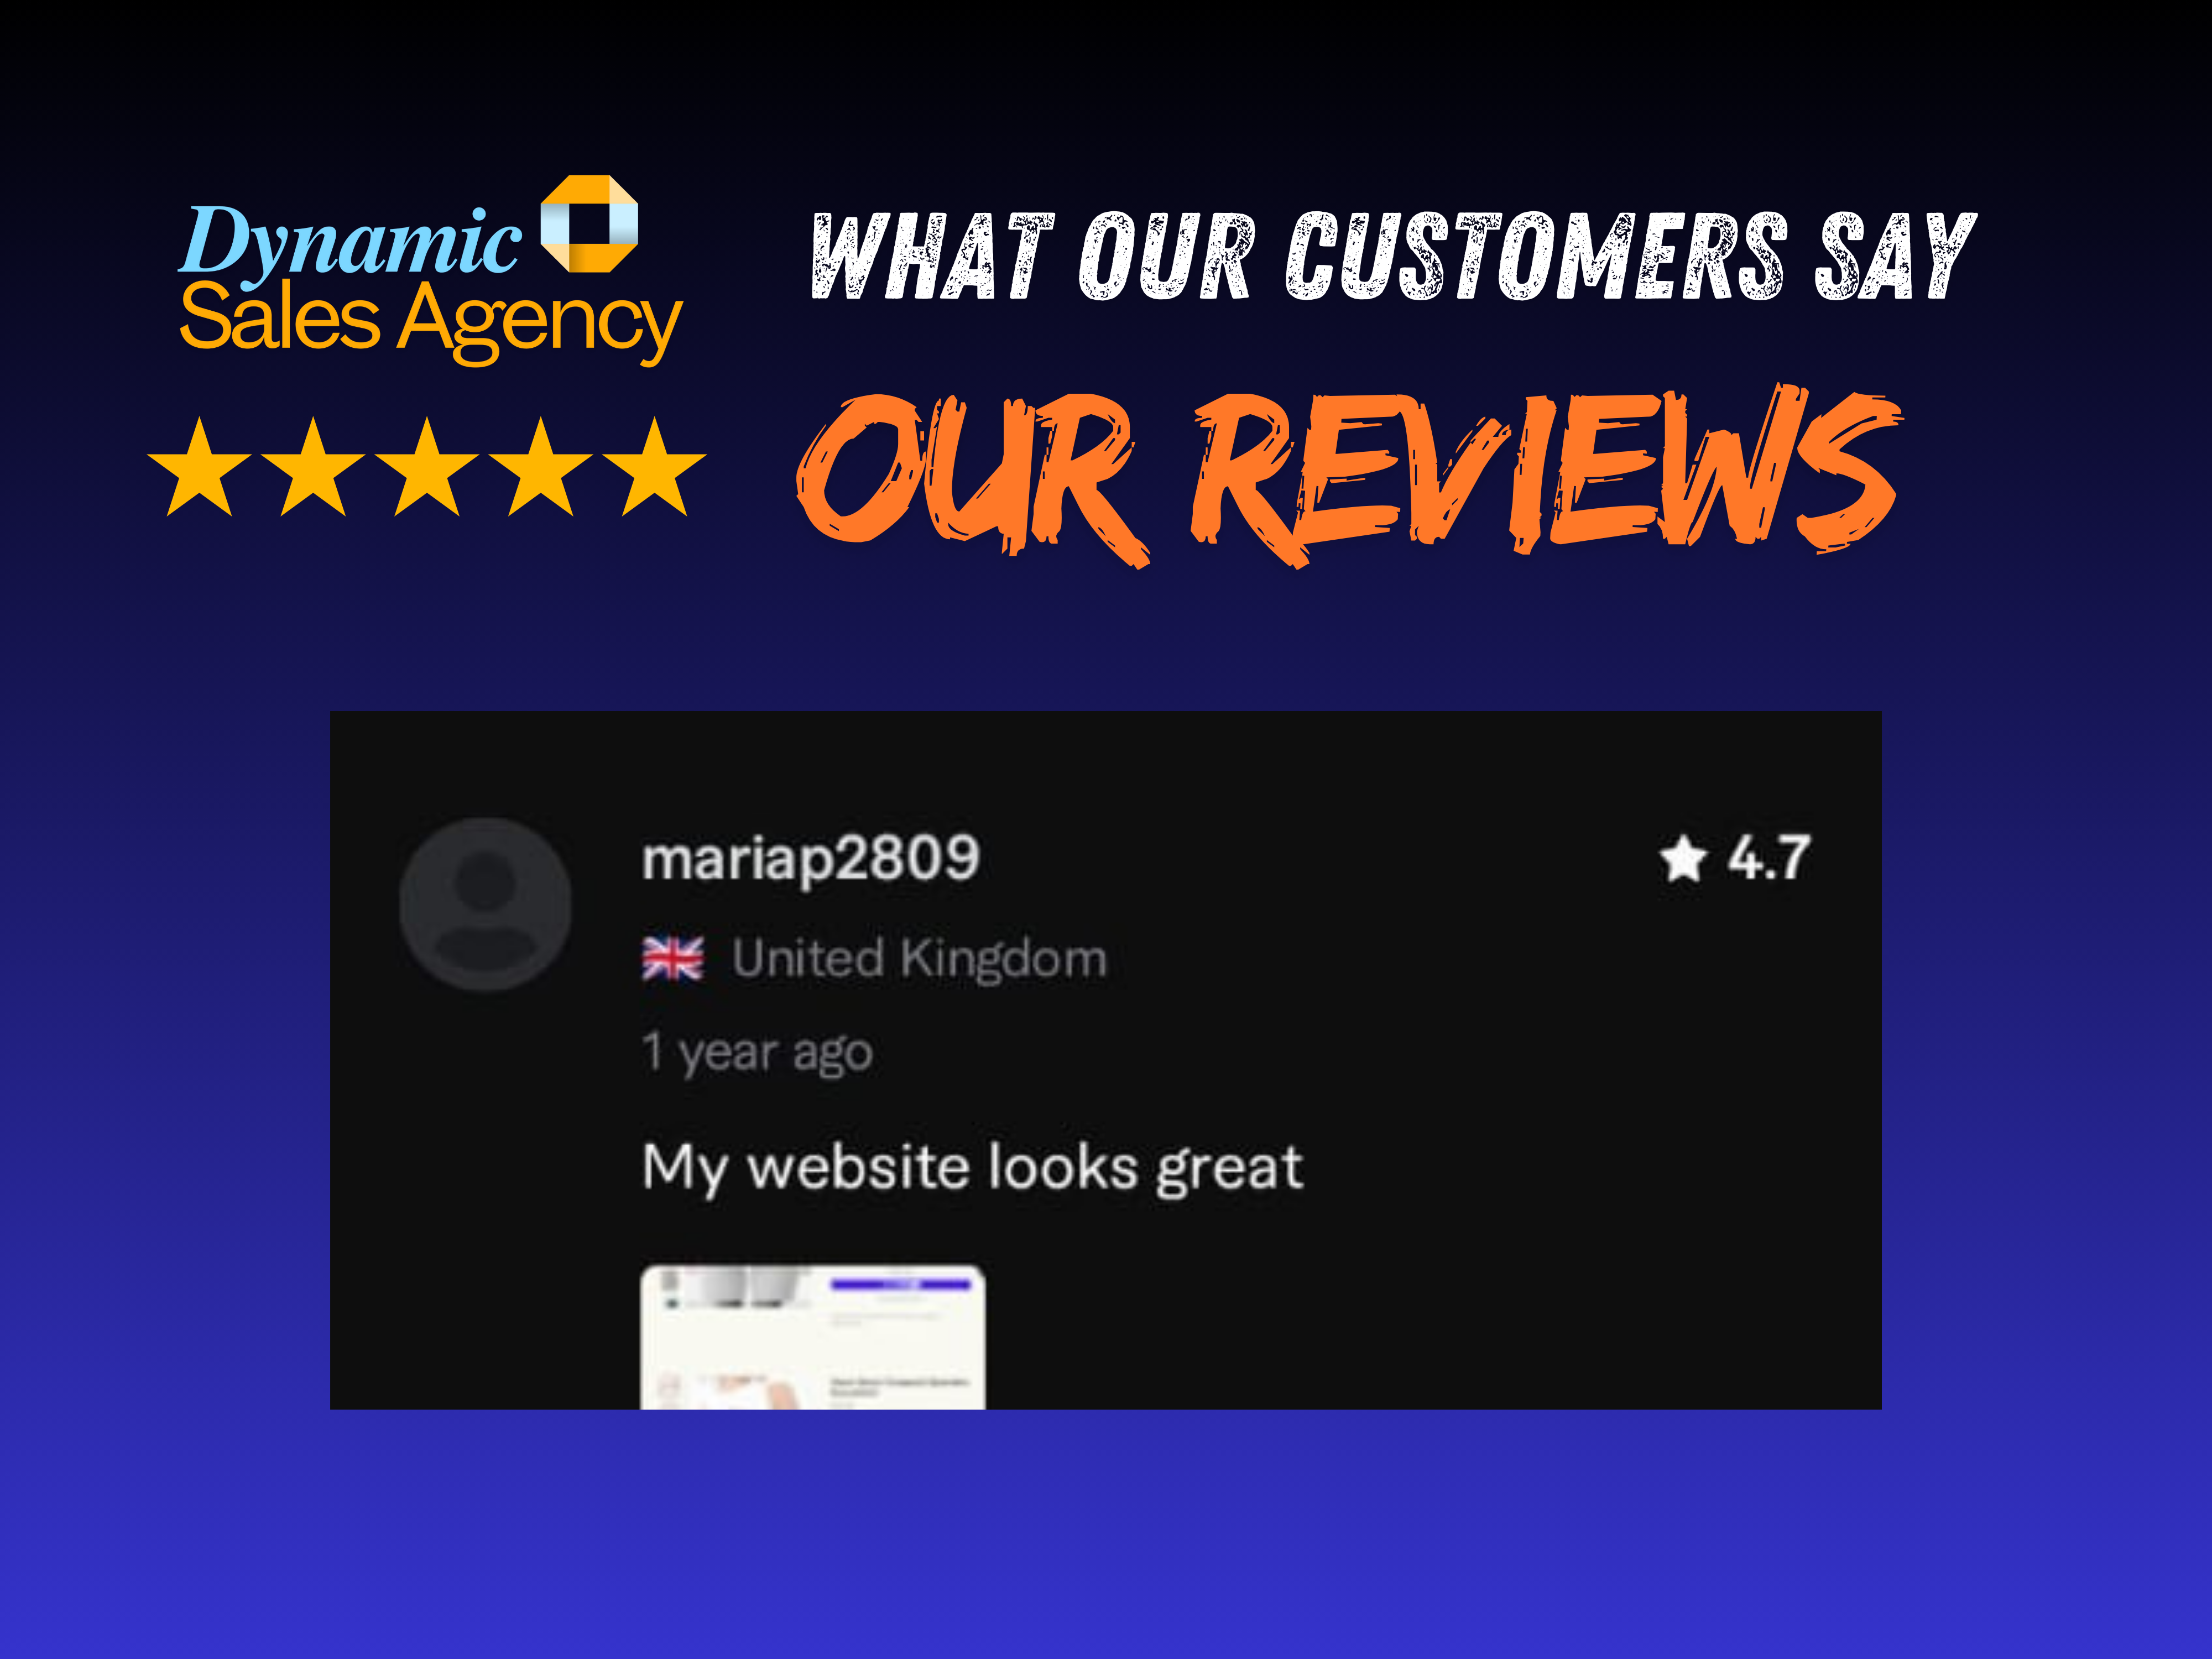 Dynamic
Sales Agency
WHAT OUR CUSTOMERS SAY
OUR REVIEWS
mariap2809
4.7
United Kingdom
1 year ago
My website looks great